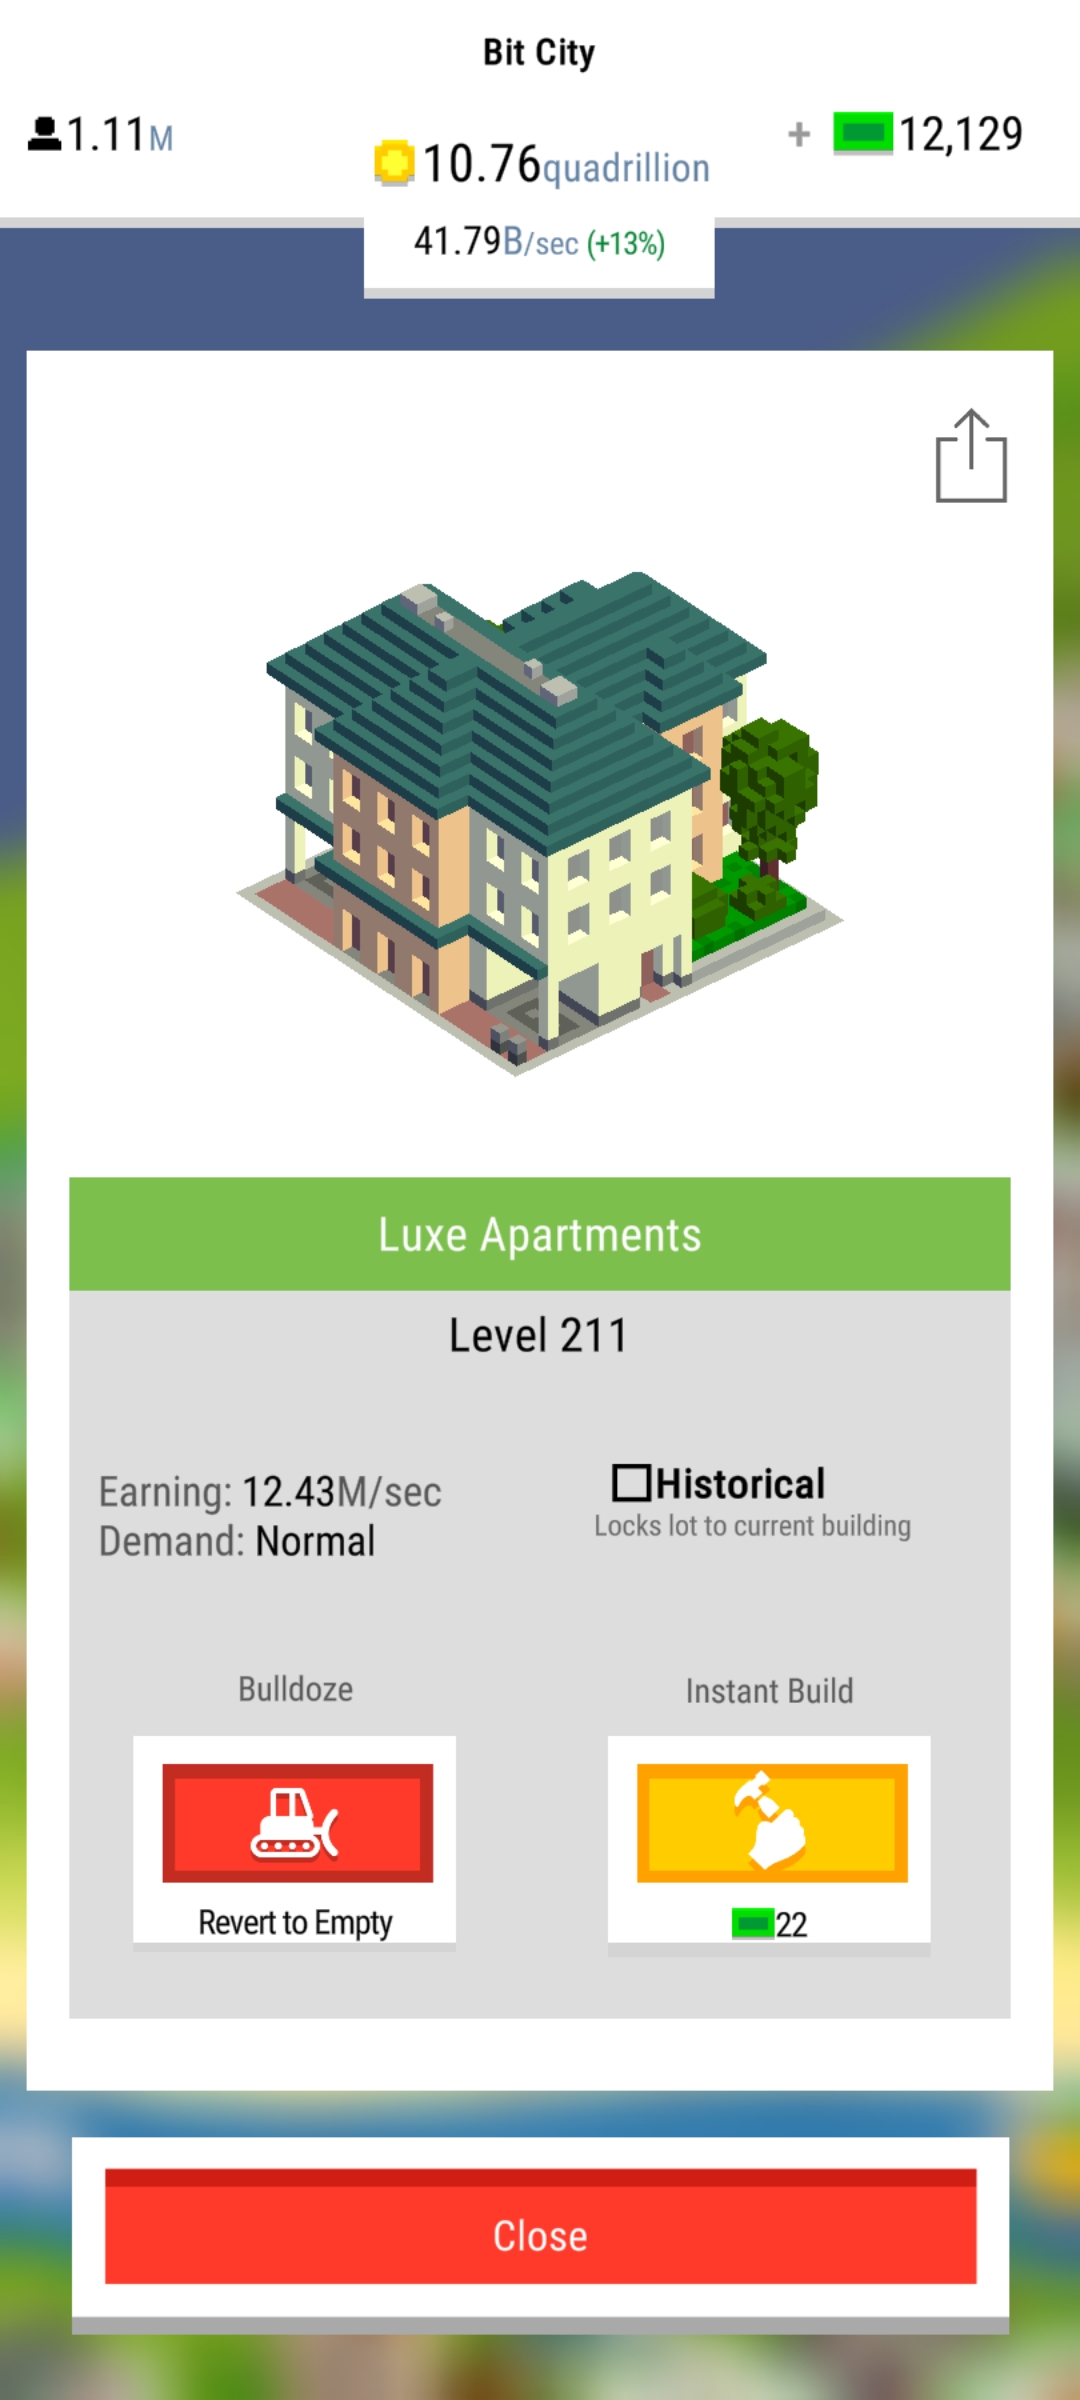 Bit City
1.11M
10.76quadrillion
+ 12,129
41.79B/sec (+13%)
Luxe Apartments
Level 211
Earning: 12.43M/sec
Demand: Normal
Historical
Locks lot to current building
Bulldoze
Instant Build
Revert to Empty
22
Close